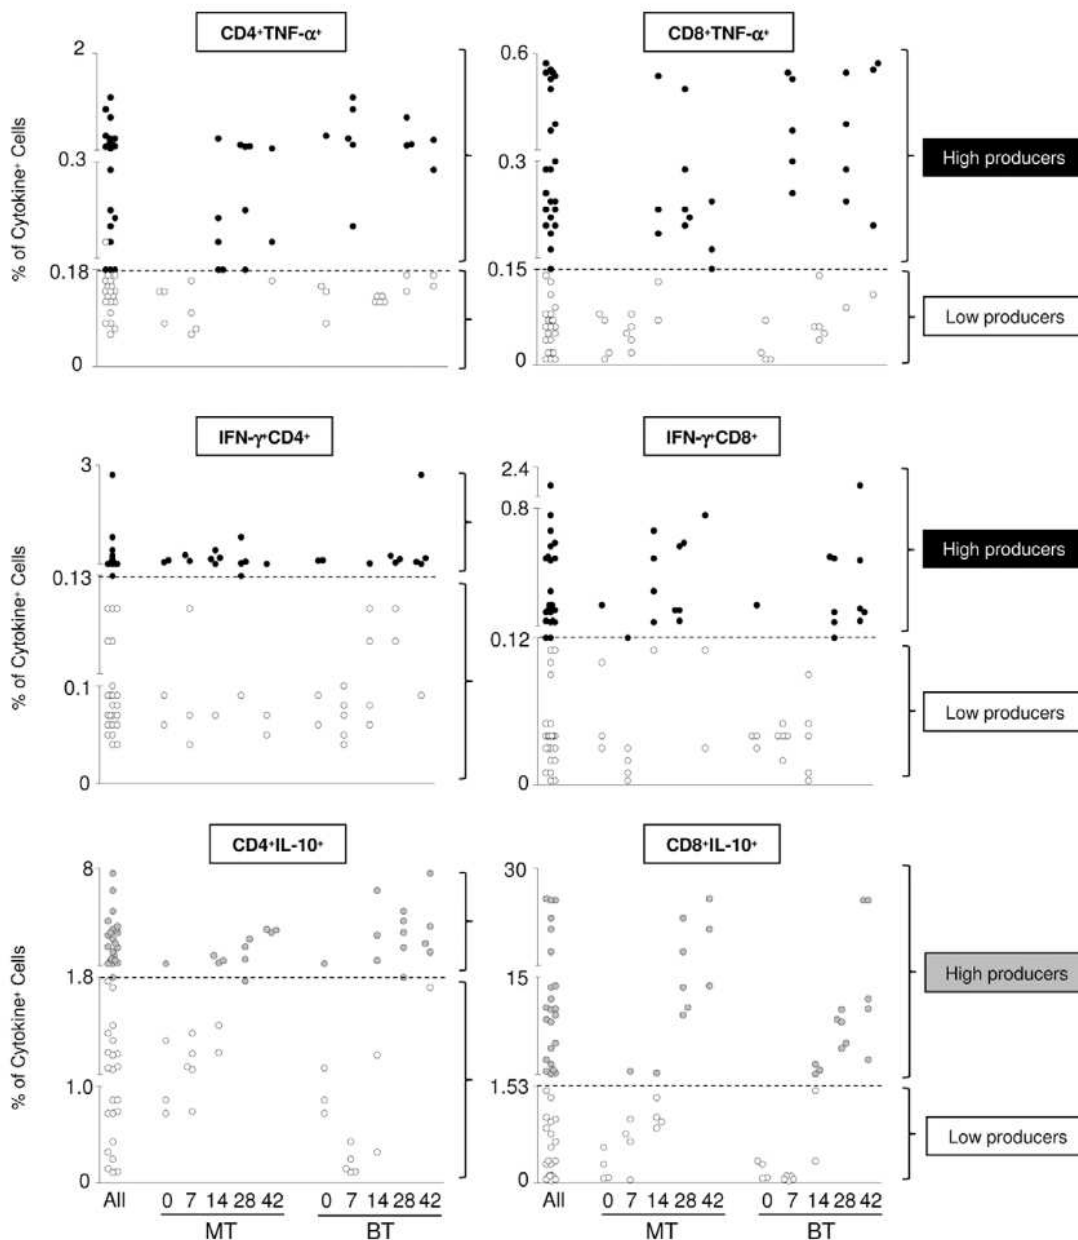 CD4⁺TNF-α⁺
CD8⁺TNF-α⁺
% of Cytokine⁺ Cells
2
0.3
0.18
0
0.6
0.3
0.15
0
High producers
Low producers
IFN-γ⁺CD4⁺
IFN-γ⁺CD8⁺
% of Cytokine⁺ Cells
3
0.13
0.1
0
2.4
0.8
0.12
0
High producers
Low producers
CD4⁺IL-10⁺
CD8⁺IL-10⁺
% of Cytokine⁺ Cells
8
1.8
1.0
0
30
15
1.53
0
High producers
Low producers
All 0 7 14 28 42 0 7 14 28 42
MT BT
All 0 7 14 28 42 0 7 14 28 42
MT BT